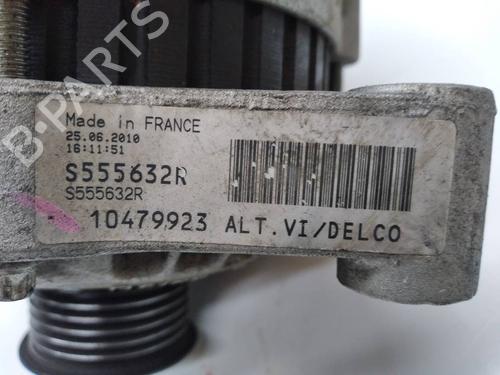 B-PARTS
Made in FRANCE
25.06.2010
16:11:51
S555632R
S555632R
10479923 ALT.VI/DELCO